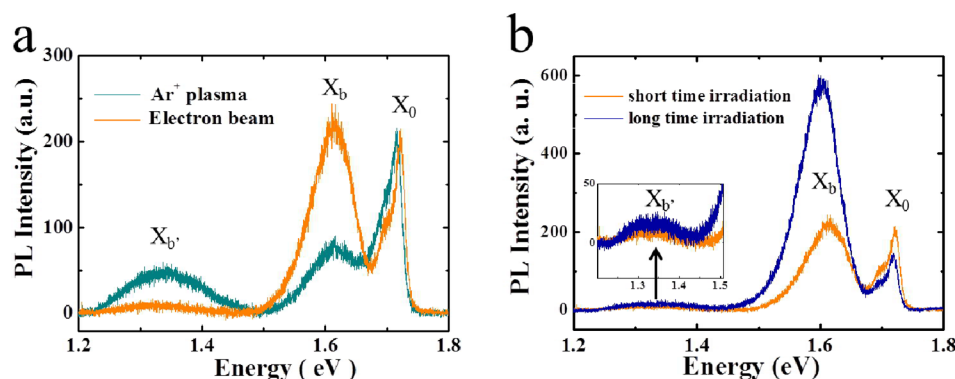 a
PL Intensity (a.u.)
300
200
100
0
Ar+ plasma
Electron beam
Xb
X0
Xb'
1.2
1.4
1.6
1.8
Energy ( eV)
b
PL Intensity (a. u.)
600
400
200
0
short time irradiation
long time irradiation
Xb
X0
50
0
Xb'
1.3
1.4
1.5
1.2
1.4
1.6
1.8
Energy (eV)